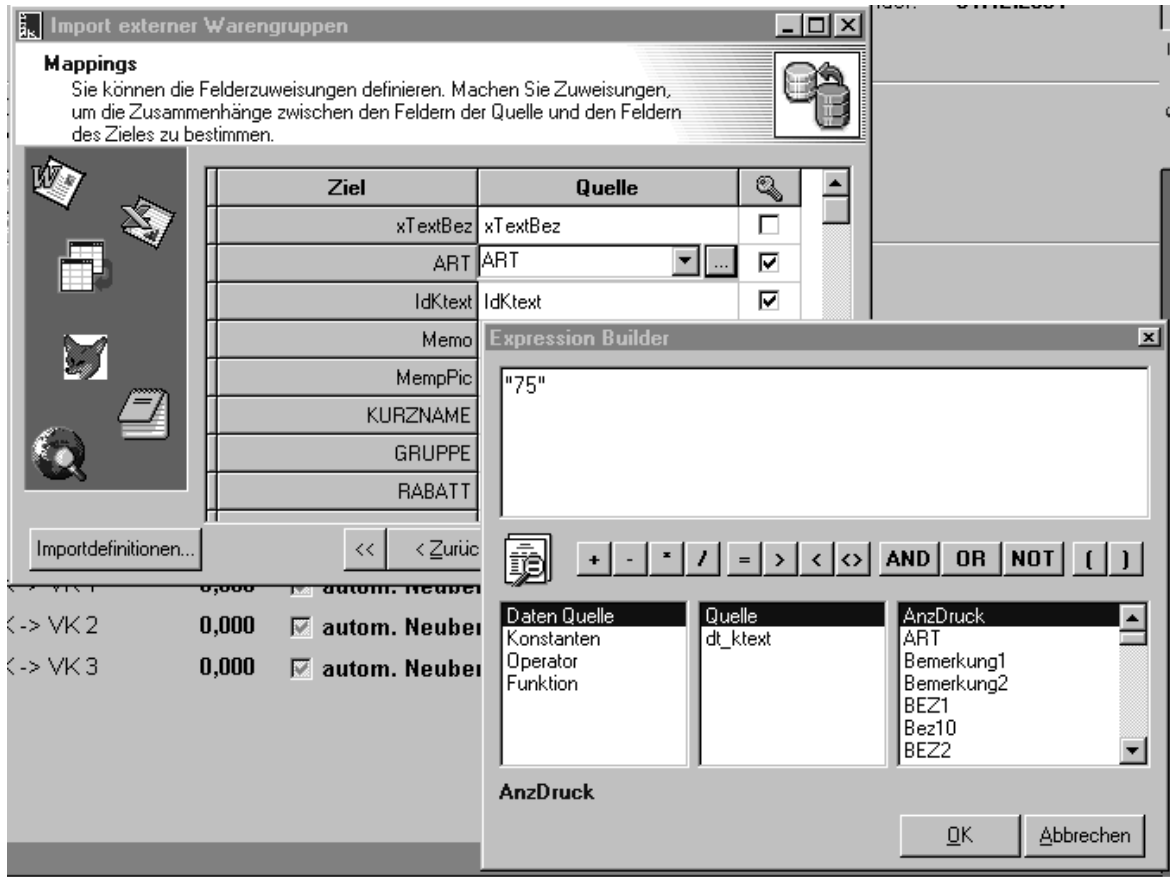 Import externer Warengruppen
Mappings
Sie können die Felderzuweisungen definieren. Machen Sie Zuweisungen,
um die Zusammenhänge zwischen den Feldern der Quelle und den Feldern
des Zieles zu bestimmen.
Ziel Quelle
xTextBez xTextBez
ART ART ...
IdKtext IdKtext
Memo
MempPic
KURZNAME
GRUPPE
RABATT
Importdefinitionen... << < Zurüc
Expression Builder
"75"
+ - * / = > < <> AND OR NOT ( )
Daten Quelle
Konstanten
Operator
Funktion
Quelle
dt_ktext
AnzDruck
ART
Bemerkung1
Bemerkung2
BEZ1
Bez10
BEZ2
AnzDruck
OK Abbrechen
-> VK 2 0,000 autom. Neuber
-> VK 3 0,000 autom. Neuber